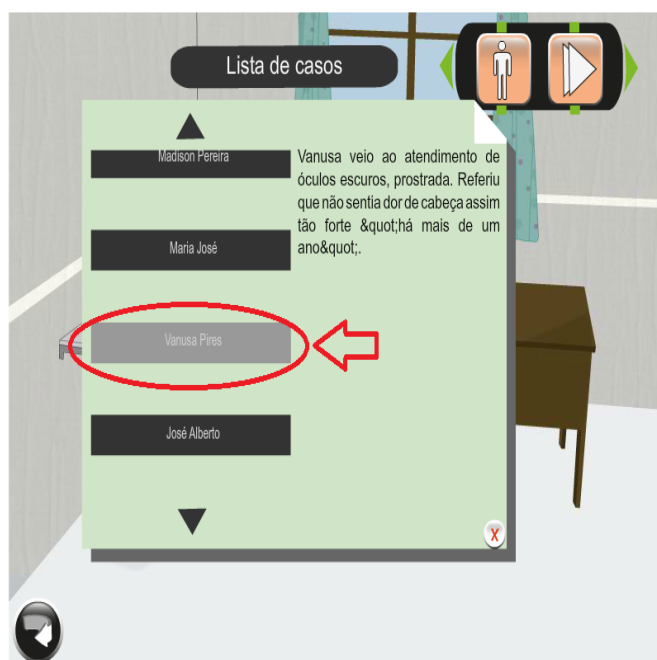 Lista de casos
Madison Pereira
Maria José
Vanusa Pires
José Alberto
Vanusa veio ao atendimento de
óculos escuros, prostrada. Referiu
que não sentia dor de cabeça assim
tão forte &quot;há mais de um
ano&quot;.
X